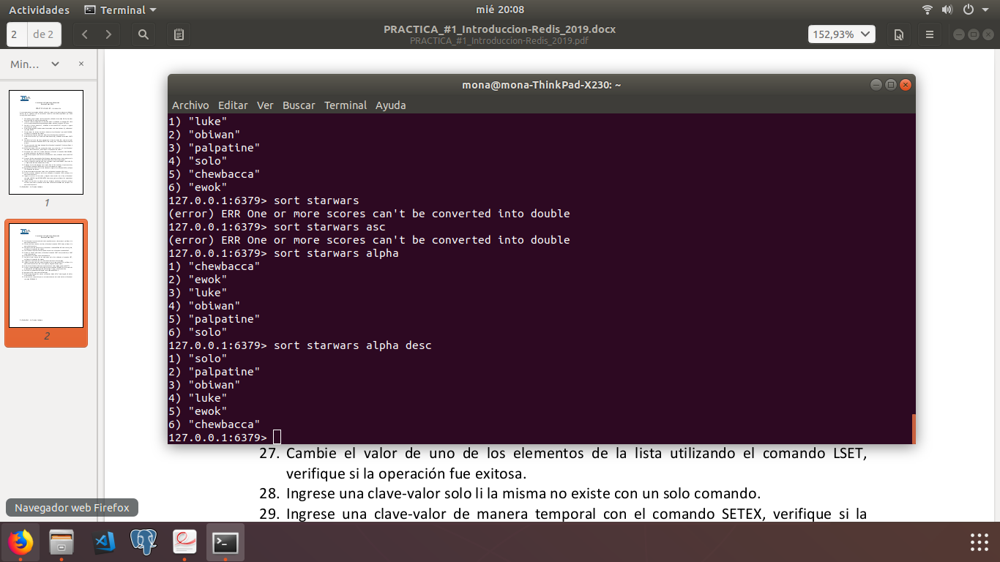 Actividades Terminal mié 20:08
2 de 2 PRACTICA_#1_Introduccion-Redis_2019.docx 152,93%
PRACTICA_#1_Introduccion-Redis_2019.pdf
Min... ×
1
2
mona@mona-ThinkPad-X230: ~
Archivo Editar Ver Buscar Terminal Ayuda
1) "luke"
2) "obiwan"
3) "palpatine"
4) "solo"
5) "chewbacca"
6) "ewok"
127.0.0.1:6379> sort starwars
(error) ERR One or more scores can't be converted into double
127.0.0.1:6379> sort starwars asc
(error) ERR One or more scores can't be converted into double
127.0.0.1:6379> sort starwars alpha
1) "chewbacca"
2) "ewok"
3) "luke"
4) "obiwan"
5) "palpatine"
6) "solo"
127.0.0.1:6379> sort starwars alpha desc
1) "solo"
2) "palpatine"
3) "obiwan"
4) "luke"
5) "ewok"
6) "chewbacca"
127.0.0.1:6379>
27. Cambie el valor de uno de los elementos de la lista utilizando el comando LSET,
verifique si la operación fue exitosa.
28. Ingrese una clave-valor solo li la misma no existe con un solo comando.
29. Ingrese una clave-valor de manera temporal con el comando SETEX, verifique si la
Navegador web Firefox